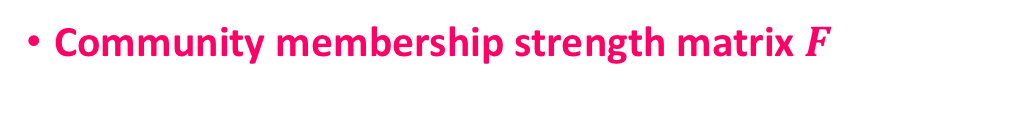 • Community membership strength matrix 𝑭